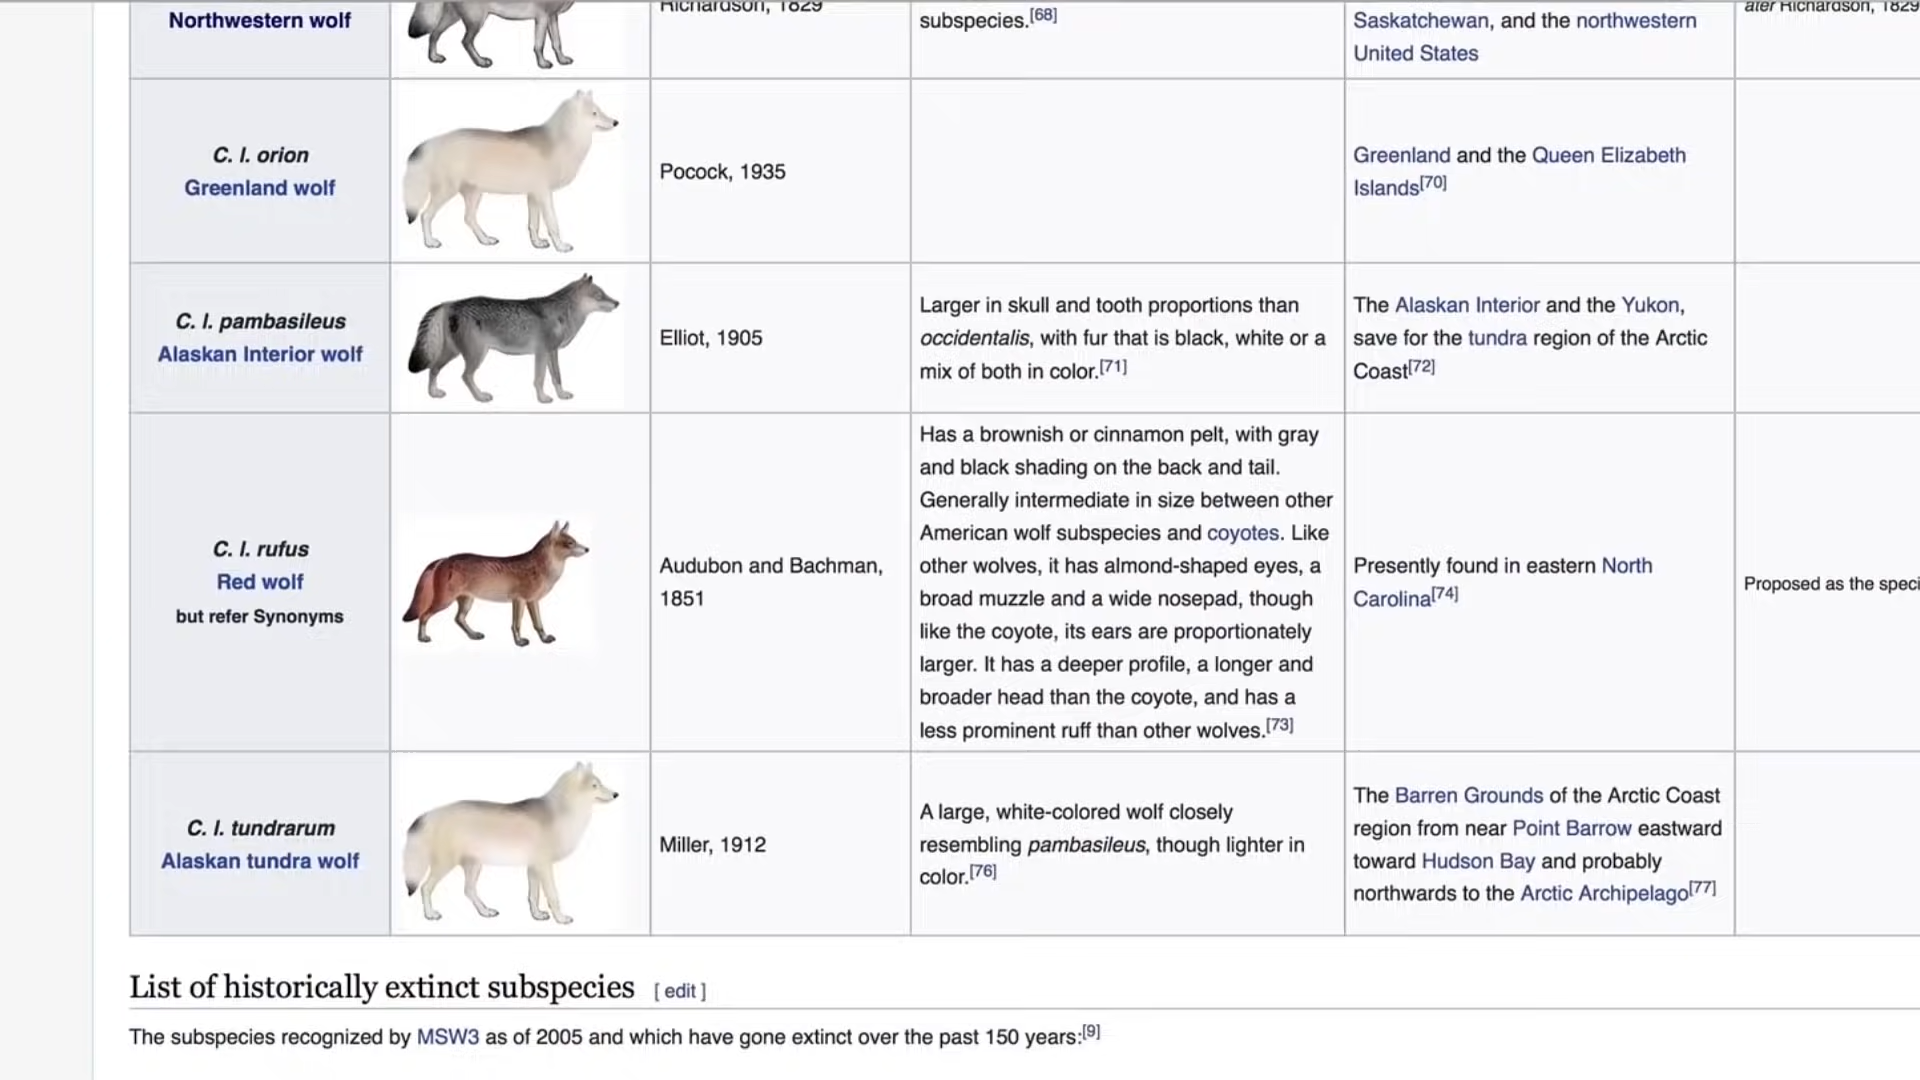 Northwestern wolf
Richardson, 1829
subspecies.[68]
Saskatchewan, and the northwestern
United States
ater Richardson, 1829
C. l. orion
Greenland wolf
Pocock, 1935
Greenland and the Queen Elizabeth
Islands[70]
C. l. pambasileus
Alaskan Interior wolf
Elliot, 1905
Larger in skull and tooth proportions than
occidentalis, with fur that is black, white or a
mix of both in color.[71]
The Alaskan Interior and the Yukon,
save for the tundra region of the Arctic
Coast[72]
C. l. rufus
Red wolf
but refer Synonyms
Audubon and Bachman,
1851
Has a brownish or cinnamon pelt, with gray
and black shading on the back and tail.
Generally intermediate in size between other
American wolf subspecies and coyotes. Like
other wolves, it has almond-shaped eyes, a
broad muzzle and a wide nosepad, though
like the coyote, its ears are proportionately
larger. It has a deeper profile, a longer and
broader head than the coyote, and has a
less prominent ruff than other wolves.[73]
Presently found in eastern North
Carolina[74]
Proposed as the speci
C. l. tundrarum
Alaskan tundra wolf
Miller, 1912
A large, white-colored wolf closely
resembling pambasileus, though lighter in
color.[76]
The Barren Grounds of the Arctic Coast
region from near Point Barrow eastward
toward Hudson Bay and probably
northwards to the Arctic Archipelago[77]
List of historically extinct subspecies [ edit ]
The subspecies recognized by MSW3 as of 2005 and which have gone extinct over the past 150 years:[9]